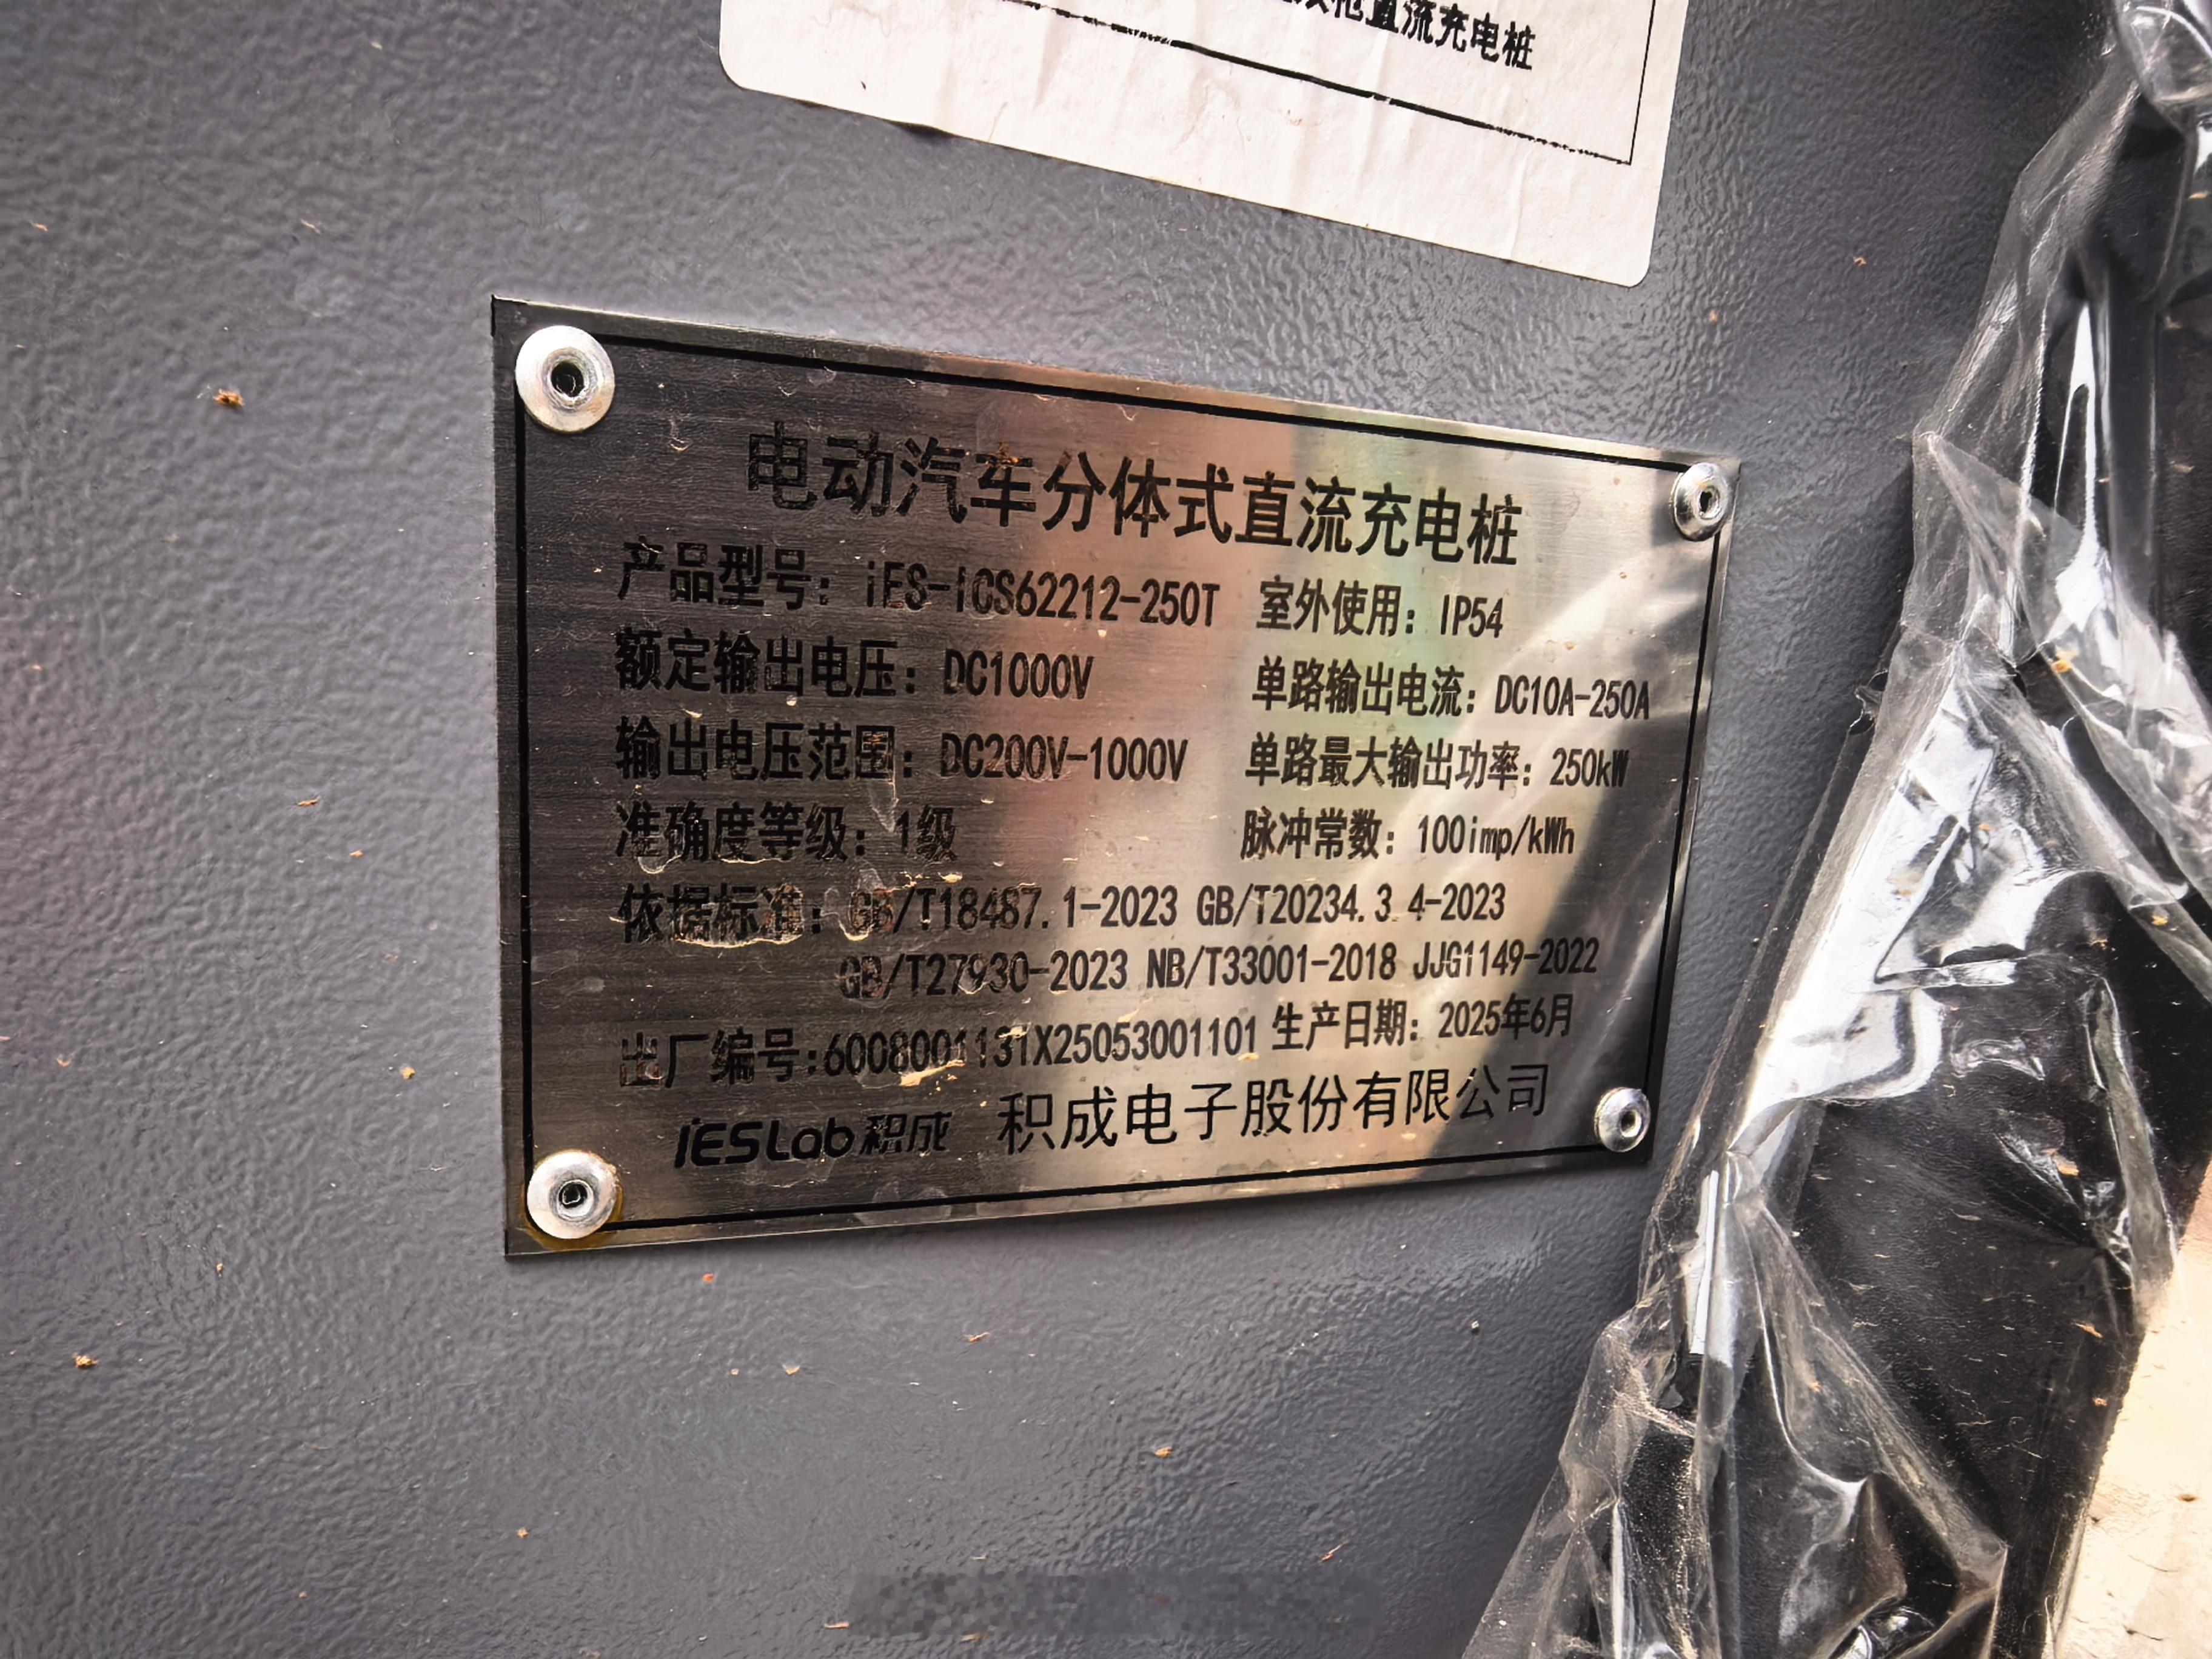 直流充电桩
电动汽车分体式直流充电桩
产品型号：iES-iCS62212-250T 室外使用：IP54
额定输出电压：DC1000V 单路输出电流：DC10A-250A
输出电压范围：DC200V-1000V 单路最大输出功率：250kW
准确度等级：1级 脉冲常数：100imp/kWh
依据标准：GB/T18487.1-2023 GB/T20234.3 4-2023
GB/T27930-2023 NB/T33001-2018 JJG1149-2022
出厂编号:6008001131X25053001101 生产日期：2025年6月
iESLab积成 积成电子股份有限公司